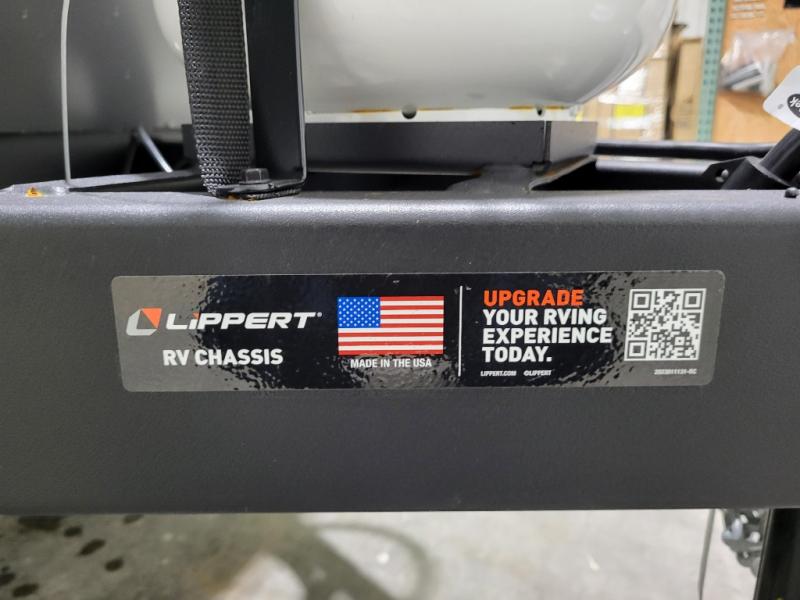 LiPPERT®
RV CHASSIS
MADE IN THE USA
UPGRADE
YOUR RVING
EXPERIENCE
TODAY.
LIPPERT.COM ©LIPPERT